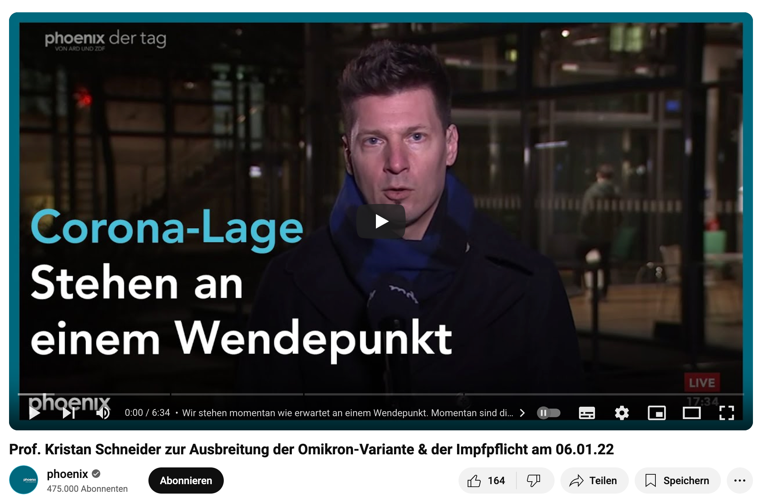 phoenix der tag
VON ARD UND ZDF
Corona-Lage
Stehen an
einem Wendepunkt
LIVE
17:34
phoenix
0:00 / 6:34 • Wir stehen momentan wie erwartet an einem Wendepunkt. Momentan sind di...
Prof. Kristan Schneider zur Ausbreitung der Omikron-Variante & der Impfpflicht am 06.01.22
phoenix
475.000 Abonnenten
Abonnieren
164
Teilen
Speichern